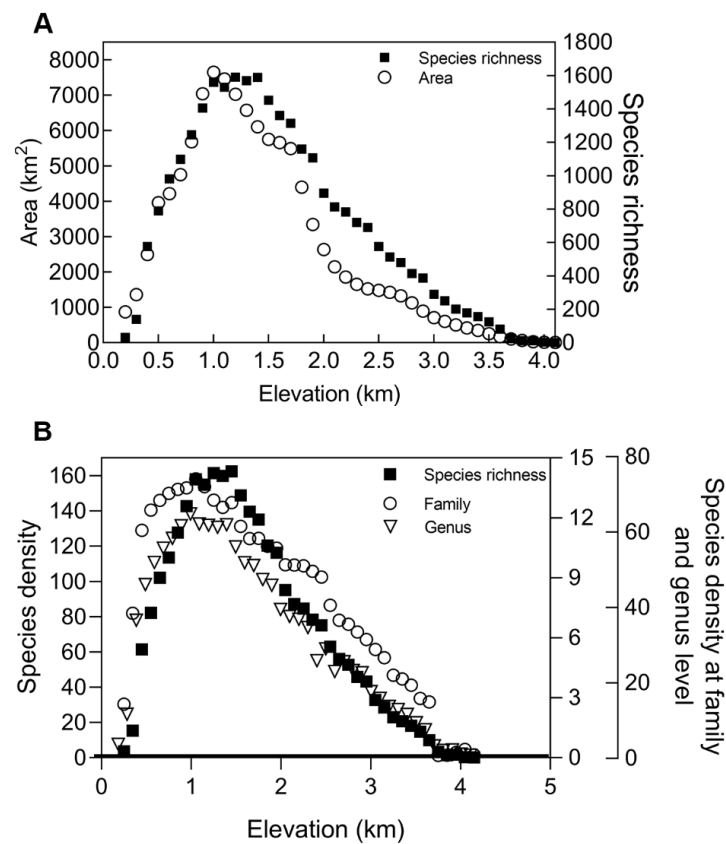 A
8000
7000
6000
5000
4000
3000
2000
1000
0
Area (km²)
Species richness
Area
1800
1600
1400
1200
1000
800
600
400
200
0
Species richness
0.0 0.5 1.0 1.5 2.0 2.5 3.0 3.5 4.0
Elevation (km)
B
160
140
120
100
80
60
40
20
0
Species density
Species richness
Family
Genus
15
12
9
6
3
0
80
60
40
20
0
Species density at family
and genus level
0 1 2 3 4 5
Elevation (km)